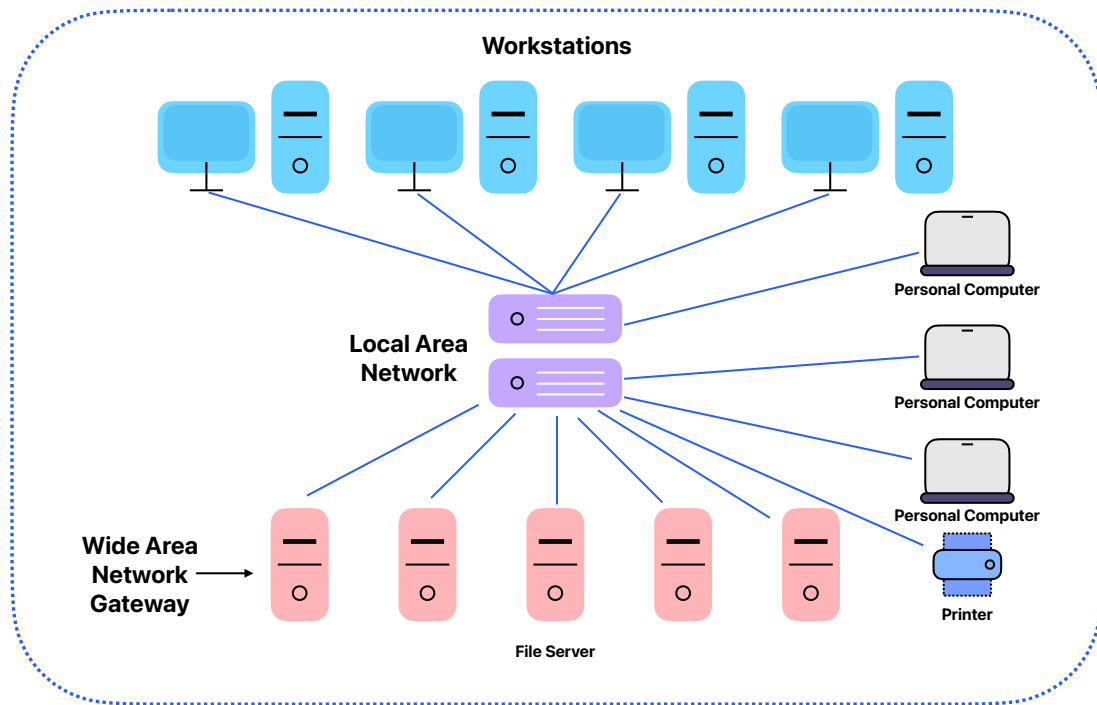 Workstations
Personal Computer
Local Area
Network
Personal Computer
Personal Computer
Wide Area
Network
Gateway
Printer
File Server